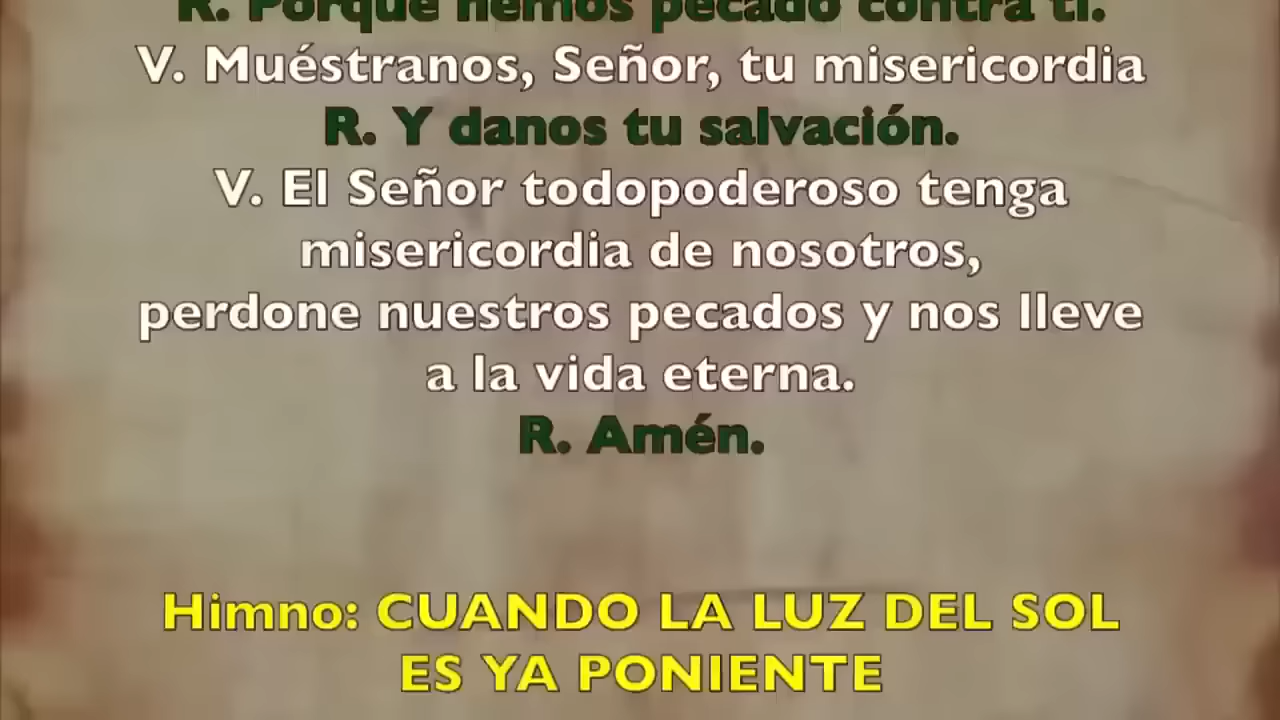 R. Porque hemos pecado contra ti.
V. Muéstranos, Señor, tu misericordia
R. Y danos tu salvación.
V. El Señor todopoderoso tenga
misericordia de nosotros,
perdone nuestros pecados y nos lleve
a la vida eterna.
R. Amén.
Himno: CUANDO LA LUZ DEL SOL
ES YA PONIENTE